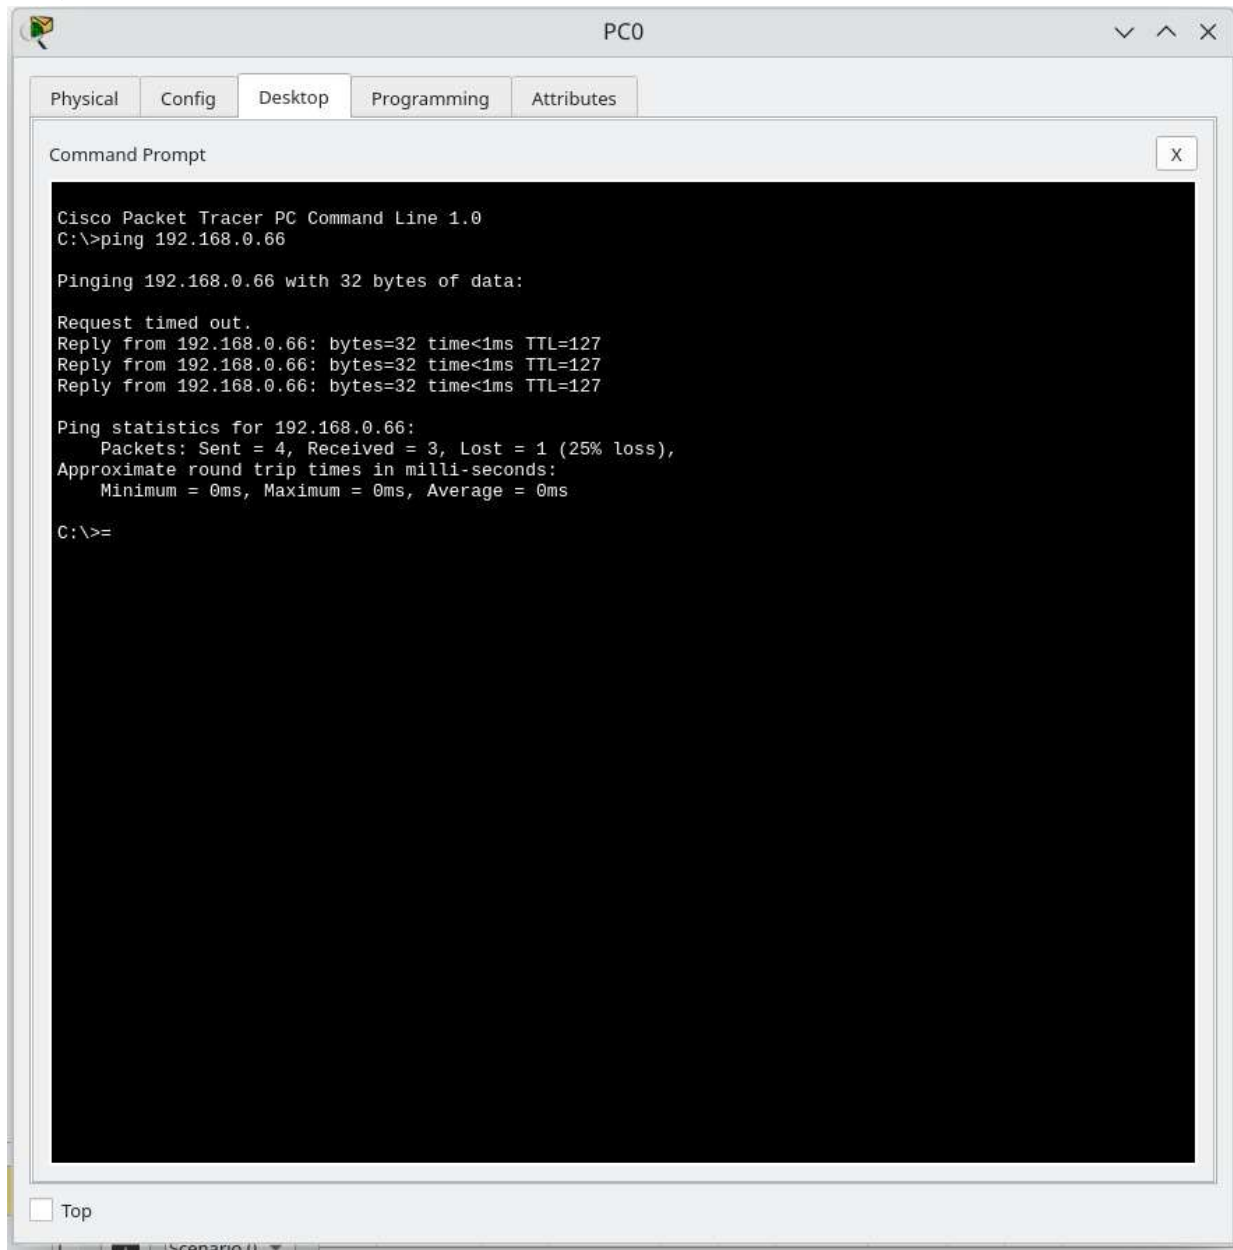 PC0
Physical Config Desktop Programming Attributes
Command Prompt X
Cisco Packet Tracer PC Command Line 1.0
C:\>ping 192.168.0.66
Pinging 192.168.0.66 with 32 bytes of data:
Request timed out.
Reply from 192.168.0.66: bytes=32 time<1ms TTL=127
Reply from 192.168.0.66: bytes=32 time<1ms TTL=127
Reply from 192.168.0.66: bytes=32 time<1ms TTL=127
Ping statistics for 192.168.0.66:
Packets: Sent = 4, Received = 3, Lost = 1 (25% loss),
Approximate round trip times in milli-seconds:
Minimum = 0ms, Maximum = 0ms, Average = 0ms
C:\>=
Top
Scenario 0